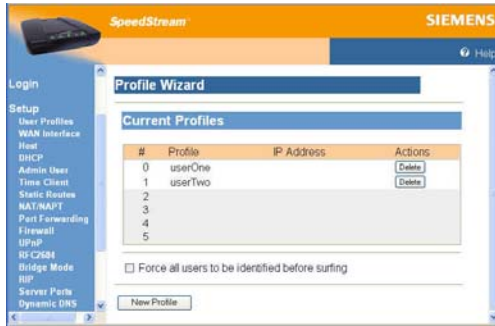 SpeedStream
SIEMENS
Help
Login
Setup
User Profiles
WAN Interface
Host
DHCP
Admin User
Time Client
Static Routes
NAT/NAPT
Port Forwarding
Firewall
UPnP
RFC2684
Bridge Mode
RIP
Server Ports
Dynamic DNS
Profile Wizard
Current Profiles
# Profile IP Address Actions
0 userOne Delete
1 userTwo Delete
2
3
4
5
Force all users to be identified before surfing
New Profile